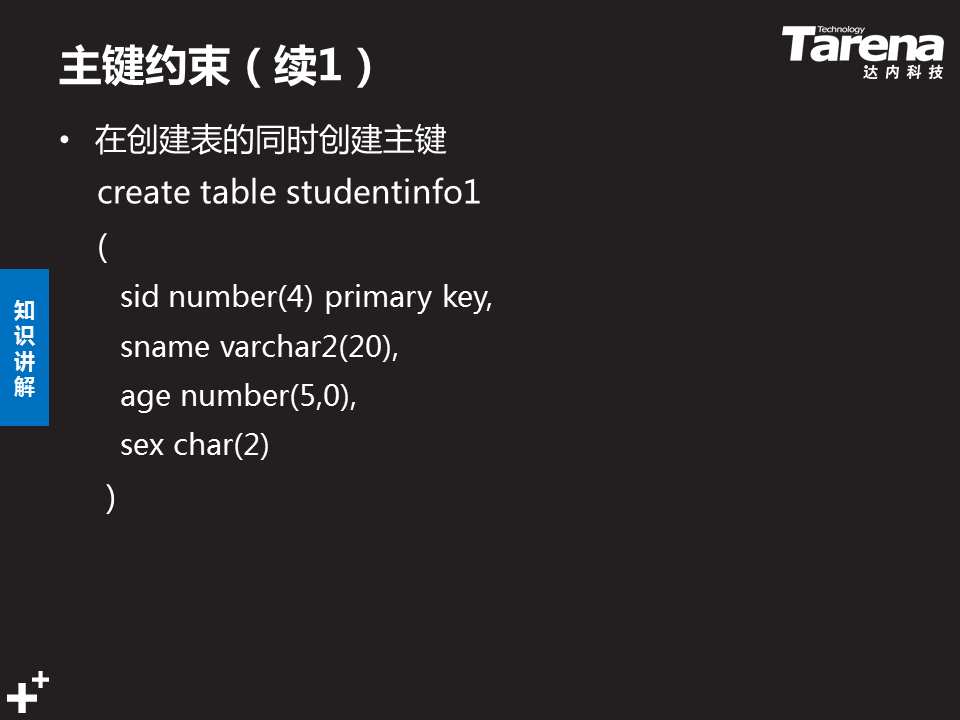 主键约束（续1）
Technology
Tarena
达内科技
• 在创建表的同时创建主键
create table studentinfo1
(
sid number(4) primary key,
sname varchar2(20),
age number(5,0),
sex char(2)
)
知
识
讲
解